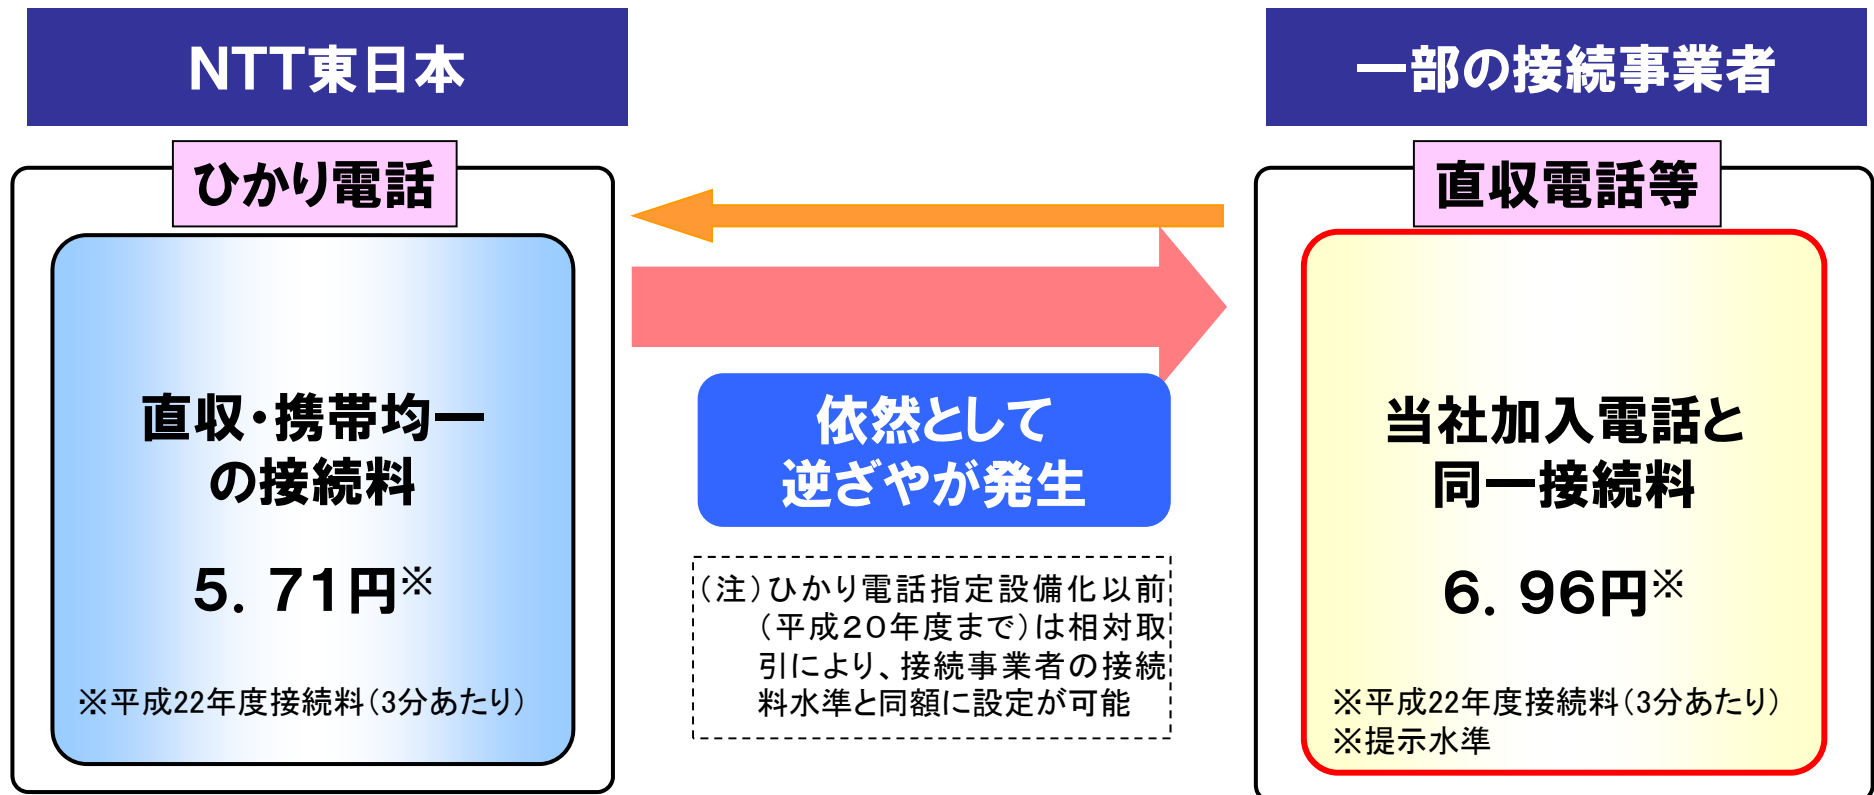 NTT東日本
一部の接続事業者
ひかり電話
直収電話等
直収・携帯均一
の接続料
5．71円※
※平成22年度接続料（3分あたり）
依然として
逆ざやが発生
（注）ひかり電話指定設備化以前
（平成２０年度まで）は相対取
引により、接続事業者の接続
料水準と同額に設定が可能
当社加入電話と
同一接続料
6．96円※
※平成22年度接続料（3分あたり）
※提示水準